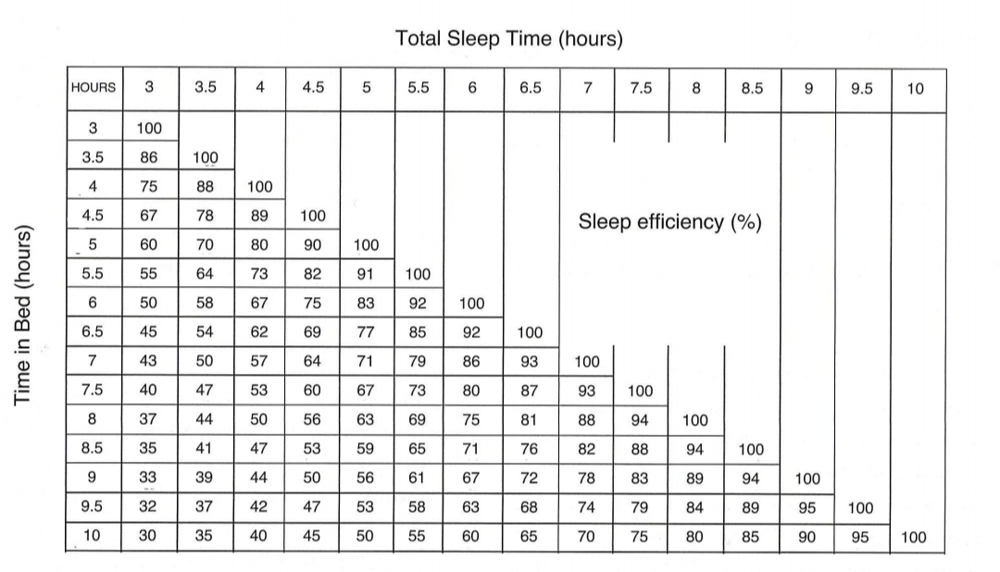 Total Sleep Time (hours)
HOURS 3 3.5 4 4.5 5 5.5 6 6.5 7 7.5 8 8.5 9 9.5 10
3 100
3.5 86 100
4 75 88 100
4.5 67 78 89 100
Sleep efficiency (%)
5 60 70 80 90 100
5.5 55 64 73 82 91 100
6 50 58 67 75 83 92 100
6.5 45 54 62 69 77 85 92 100
7 43 50 57 64 71 79 86 93 100
7.5 40 47 53 60 67 73 80 87 93 100
8 37 44 50 56 63 69 75 81 88 94 100
8.5 35 41 47 53 59 65 71 76 82 88 94 100
9 33 39 44 50 56 61 67 72 78 83 89 94 100
9.5 32 37 42 47 53 58 63 68 74 79 84 89 95 100
10 30 35 40 45 50 55 60 65 70 75 80 85 90 95 100
Time in Bed (hours)